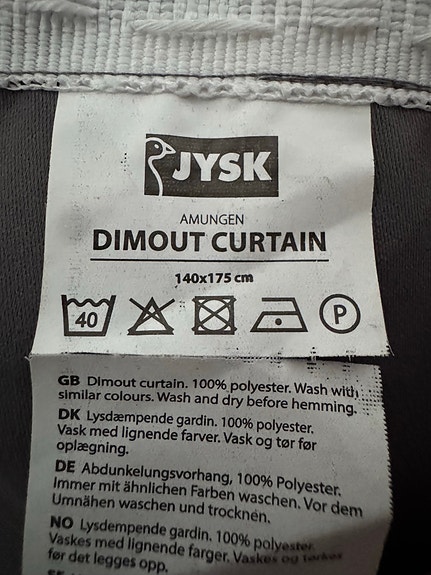 JYSK
AMUNGEN
DIMOUT CURTAIN
140x175 cm
40 P
GB Dimout curtain. 100% polyester. Wash with
similar colours. Wash and dry before hemming.
DK Lysdæmpende gardin. 100% polyester.
Vask med lignende farver. Vask og tør før
oplægning.
DE Abdunkelungsvorhang, 100% Polyester.
Immer mit ähnlichen Farben waschen. Vor dem
Umnähen waschen und trocknen.
NO Lysdempende gardin. 100% polyester.
Vaskes med lignende farger. Vaskes og tørkes
før det legges opp.